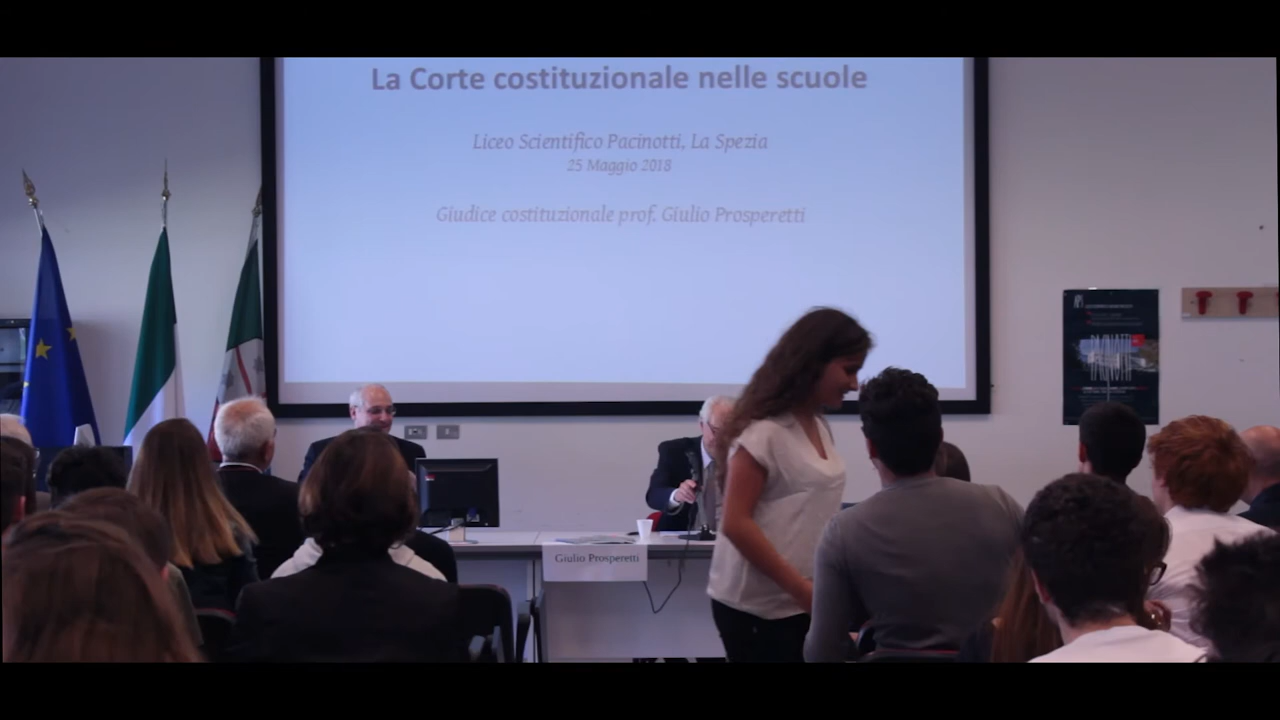 La Corte costituzionale nelle scuole
Liceo Scientifico Pacinotti, La Spezia
25 Maggio 2018
Giudice costituzionale prof. Giulio Prosperetti
Giulio Prosperetti